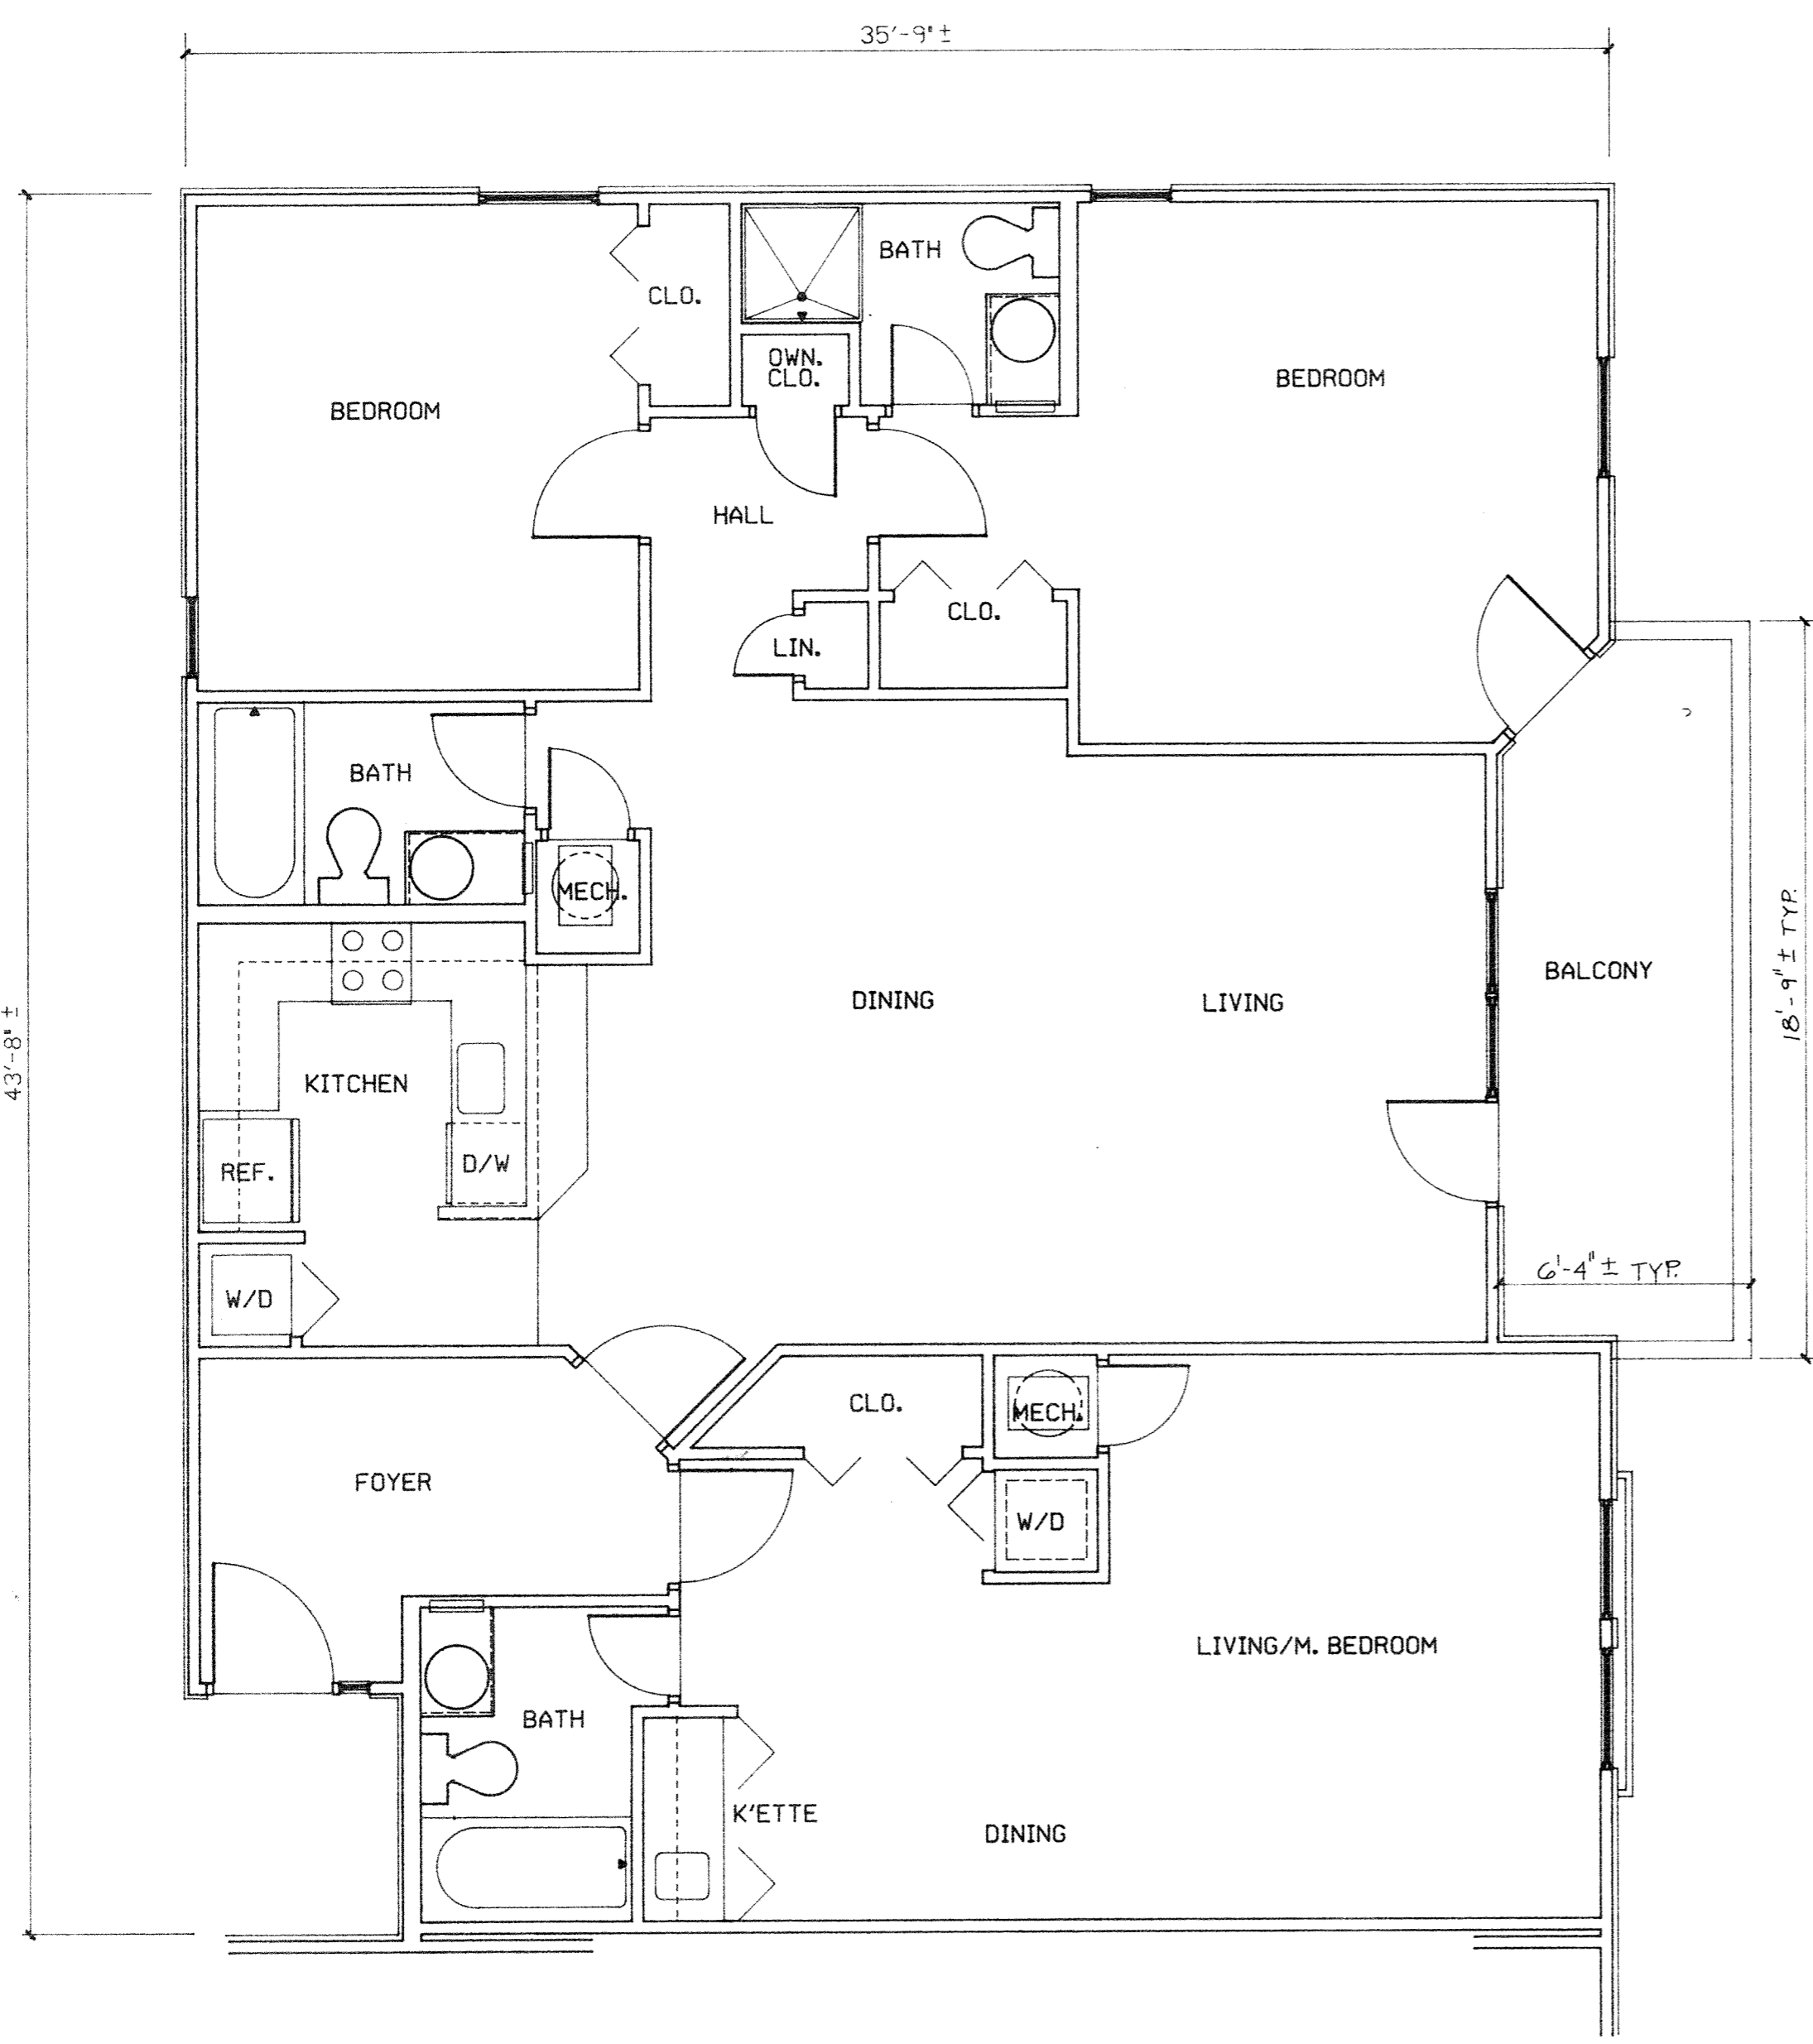 35'-9"±
BATH
CLO.
OWN.
CLO.
BEDROOM
BEDROOM
HALL
CLO.
LIN.
BATH
MECH.
BALCONY
18'-9"± TYP.
DINING
LIVING
43'-8"±
KITCHEN
D/W
REF.
6'-4"± TYP.
W/D
CLO.
MECH.
FOYER
W/D
LIVING/M. BEDROOM
BATH
K'ETTE
DINING